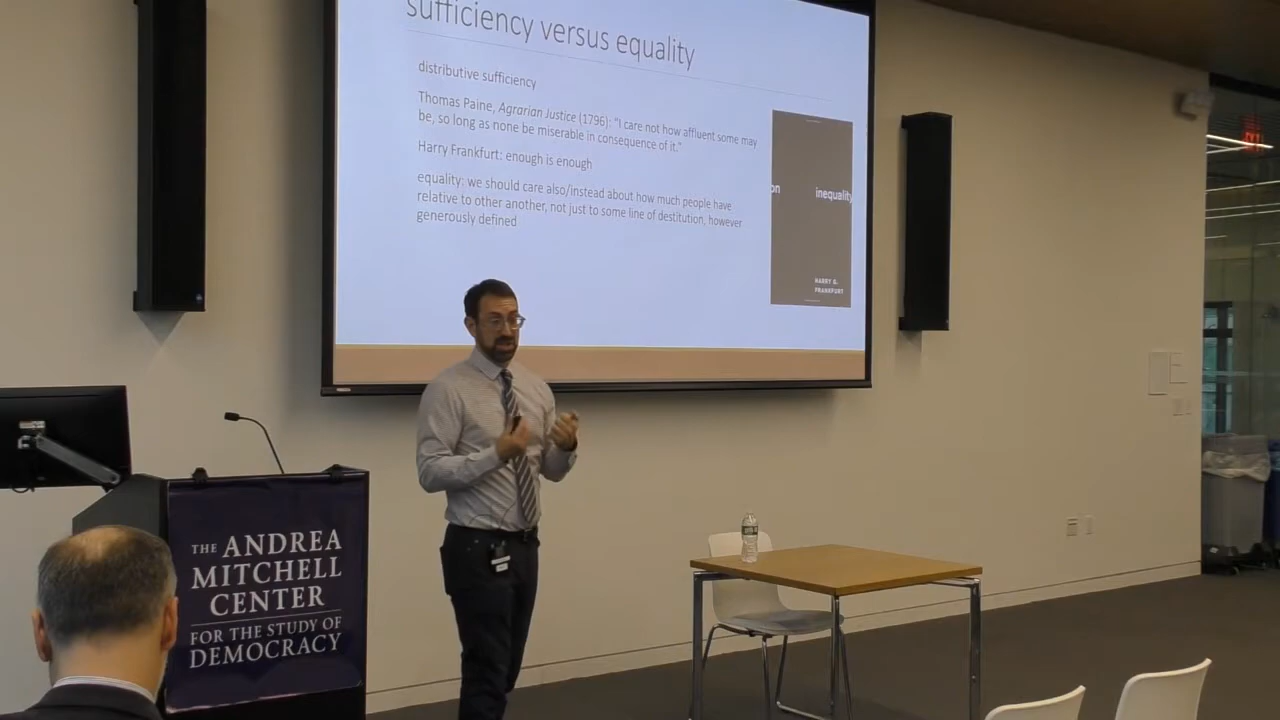 sufficiency versus equality
distributive sufficiency
Thomas Paine, Agrarian Justice (1796): "I care not how affluent some may
be, so long as none be miserable in consequence of it."
Harry Frankfurt: enough is enough
equality: we should care also/instead about how much people have
relative to other another, not just to some line of destitution, however
generously defined
on inequality
HARRY G.
FRANKFURT
THE ANDREA
MITCHELL
CENTER
FOR THE STUDY OF
DEMOCRACY
EXIT